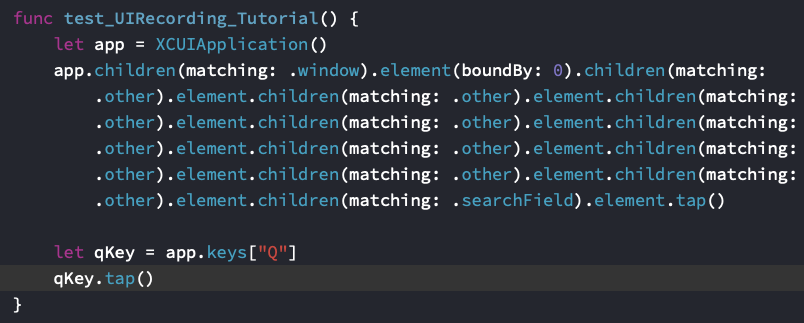 func test_UIRecording_Tutorial() {
let app = XCUIApplication()
app.children(matching: .window).element(boundBy: 0).children(matching:
.other).element.children(matching: .other).element.children(matching:
.other).element.children(matching: .other).element.children(matching:
.other).element.children(matching: .other).element.children(matching:
.other).element.children(matching: .other).element.children(matching:
.other).element.children(matching: .searchField).element.tap()
let qKey = app.keys["Q"]
qKey.tap()
}